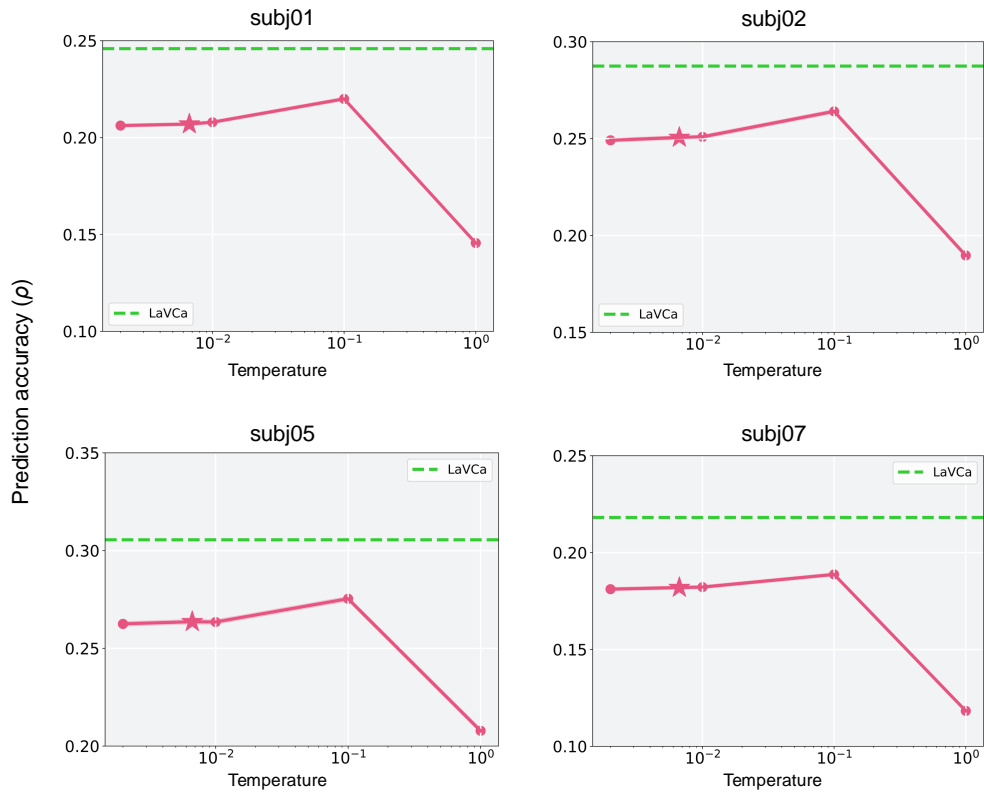 Prediction accuracy (ρ)
subj01
0.25
0.20
0.15
0.10
LaVCa
10⁻²
10⁻¹
10⁰
Temperature
subj02
0.30
0.25
0.20
0.15
LaVCa
10⁻²
10⁻¹
10⁰
Temperature
subj05
0.35
0.30
0.25
0.20
LaVCa
10⁻²
10⁻¹
10⁰
Temperature
subj07
0.25
0.20
0.15
0.10
LaVCa
10⁻²
10⁻¹
10⁰
Temperature